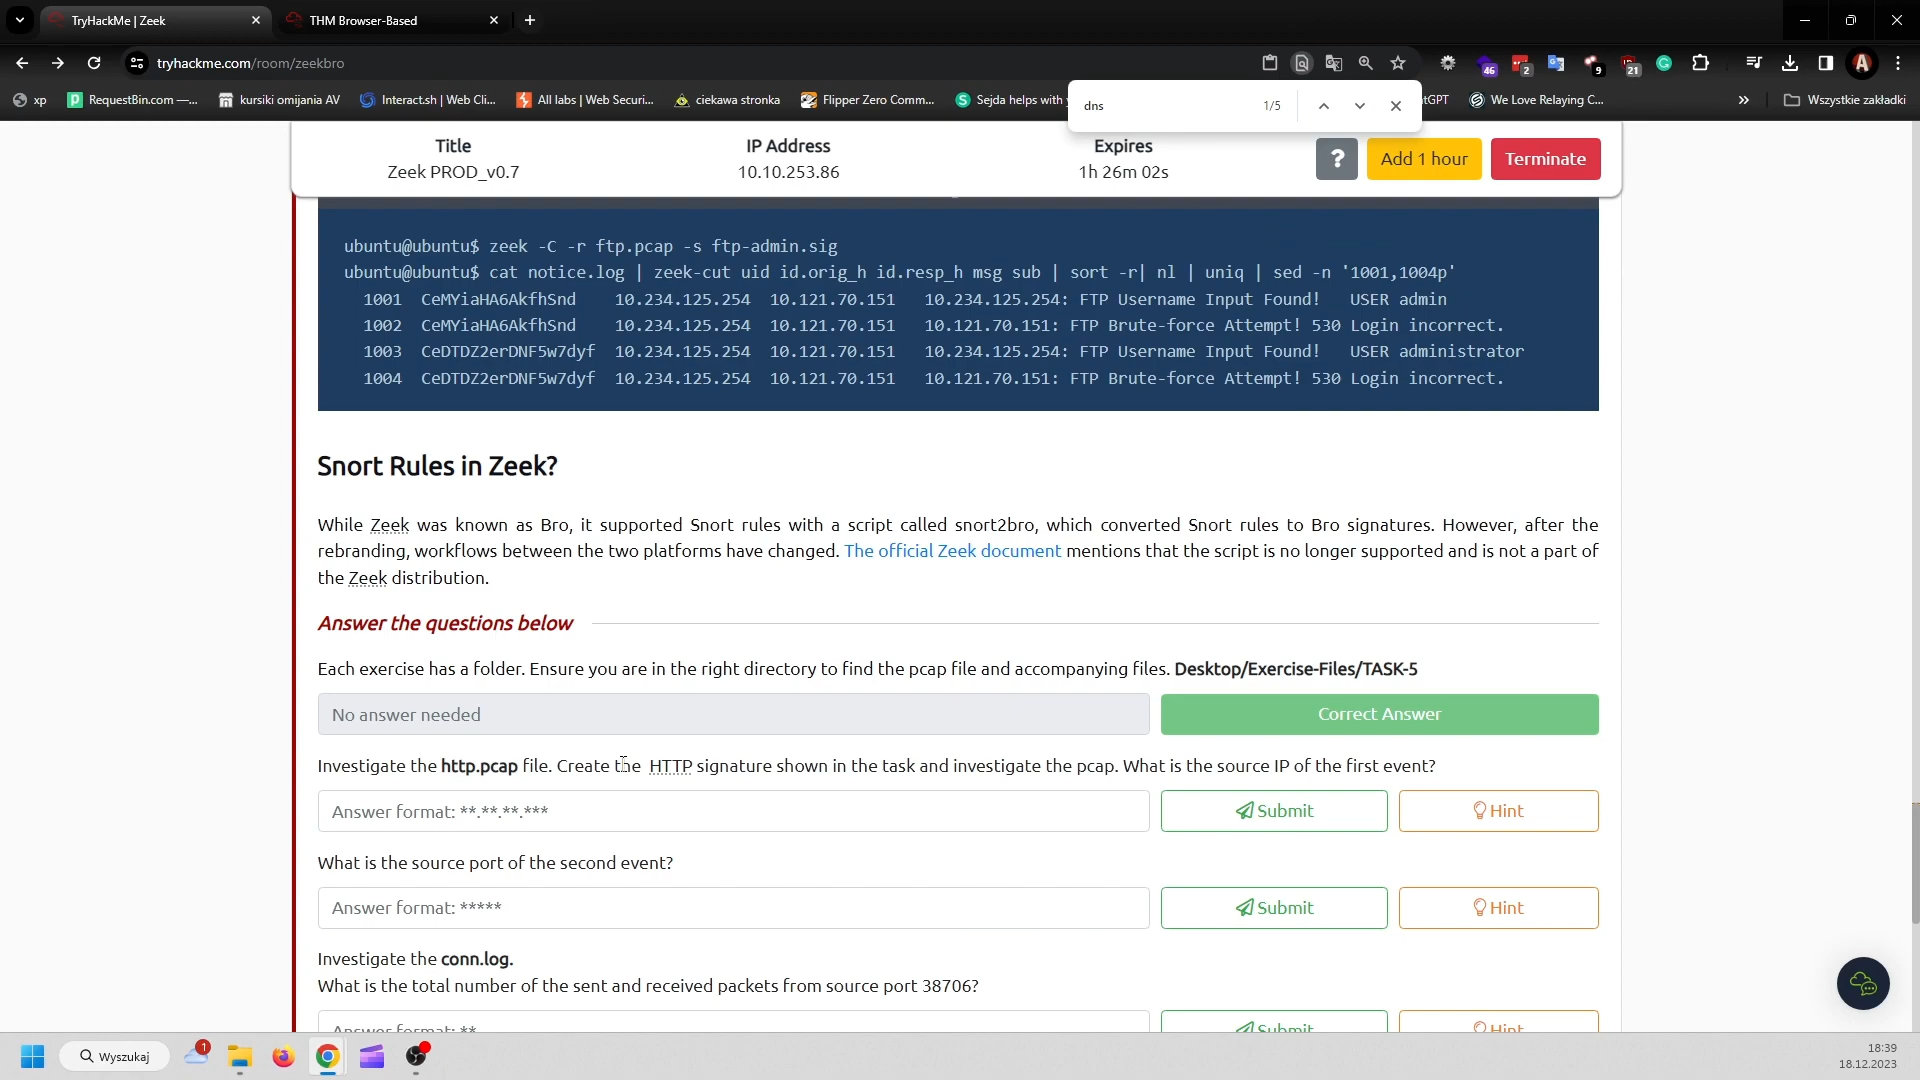 TryHackMe | Zeek
THM Browser-Based
tryhackme.com/room/zeekbro
46
2
9
21
A
xp
RequestBin.com —...
kursiki omijania AV
Interact.sh | Web Cli...
All labs | Web Securi...
ciekawa stronka
Flipper Zero Comm...
Sejda helps with
atGPT
We Love Relaying C...
Wszystkie zakładki
dns
1/5
Title
Zeek PROD_v0.7
IP Address
10.10.253.86
Expires
1h 26m 02s
?
Add 1 hour
Terminate
ubuntu@ubuntu$ zeek -C -r ftp.pcap -s ftp-admin.sig
ubuntu@ubuntu$ cat notice.log | zeek-cut uid id.orig_h id.resp_h msg sub | sort -r| nl | uniq | sed -n '1001,1004p'
1001 CeMYiaHA6AkfhSnd 10.234.125.254 10.121.70.151 10.234.125.254: FTP Username Input Found! USER admin
1002 CeMYiaHA6AkfhSnd 10.234.125.254 10.121.70.151 10.121.70.151: FTP Brute-force Attempt! 530 Login incorrect.
1003 CeDTDZ2erDNF5w7dyf 10.234.125.254 10.121.70.151 10.234.125.254: FTP Username Input Found! USER administrator
1004 CeDTDZ2erDNF5w7dyf 10.234.125.254 10.121.70.151 10.121.70.151: FTP Brute-force Attempt! 530 Login incorrect.
Snort Rules in Zeek?
While Zeek was known as Bro, it supported Snort rules with a script called snort2bro, which converted Snort rules to Bro signatures. However, after the
rebranding, workflows between the two platforms have changed. The official Zeek document mentions that the script is no longer supported and is not a part of
the Zeek distribution.
Answer the questions below
Each exercise has a folder. Ensure you are in the right directory to find the pcap file and accompanying files. Desktop/Exercise-Files/TASK-5
No answer needed
Correct Answer
Investigate the http.pcap file. Create the HTTP signature shown in the task and investigate the pcap. What is the source IP of the first event?
Answer format: **.**.**.***
Submit
Hint
What is the source port of the second event?
Answer format: *****
Submit
Hint
Investigate the conn.log.
What is the total number of the sent and received packets from source port 38706?
Answer format: **
Submit
Hint
Wyszukaj
1
18:39
18.12.2023